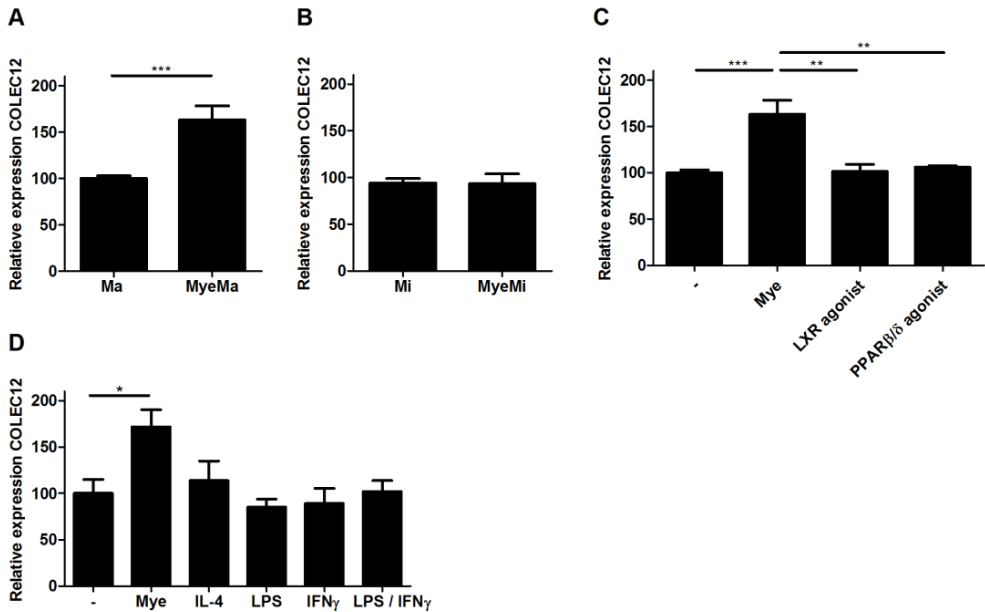 A
Relatieve expression COLEC12
200
150
100
50
0
***
Ma
MyeMa
B
Relative expression COLEC12
200
150
100
50
0
Mi
MyeMi
C
Relative expression COLEC12
200
150
100
50
0
***
**
**
-
Mye
LXR agonist
PPARβ/δ agonist
D
Relative expression COLEC12
200
150
100
50
0
*
-
Mye
IL-4
LPS
IFNγ
LPS / IFNγ